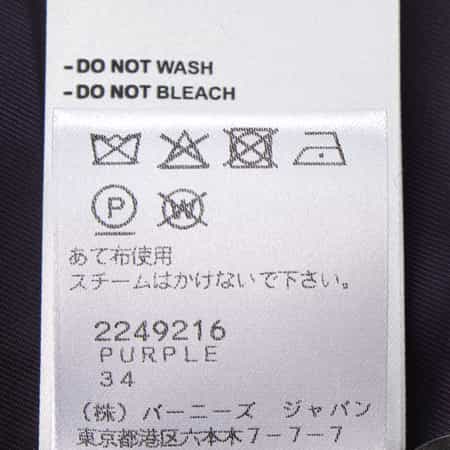 -DO NOT WASH
-DO NOT BLEACH
P W
あて布使用
スチームはかけないで下さい。
2249216
PURPLE
34
(株) バーニーズ ジャパン
東京都港区六本木7-7-7